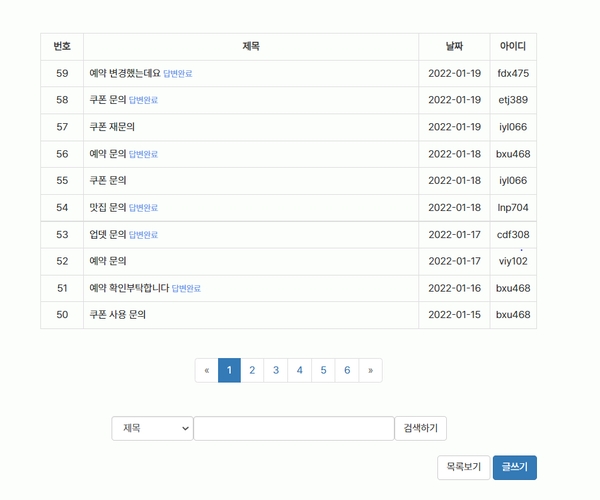 번호 제목 날짜 아이디
59 예약 변경했는데요 답변완료 2022-01-19 fdx475
58 쿠폰 문의 답변완료 2022-01-19 etj389
57 쿠폰 재문의 2022-01-19 iyl066
56 예약 문의 답변완료 2022-01-18 bxu468
55 쿠폰 문의 2022-01-18 iyl066
54 맛집 문의 답변완료 2022-01-18 lnp704
53 업뎃 문의 답변완료 2022-01-17 cdf308
52 예약 문의 2022-01-17 viy102
51 예약 확인부탁합니다 답변완료 2022-01-16 bxu468
50 쿠폰 사용 문의 2022-01-15 bxu468
« 1 2 3 4 5 6 »
제목 검색하기
목록보기 글쓰기